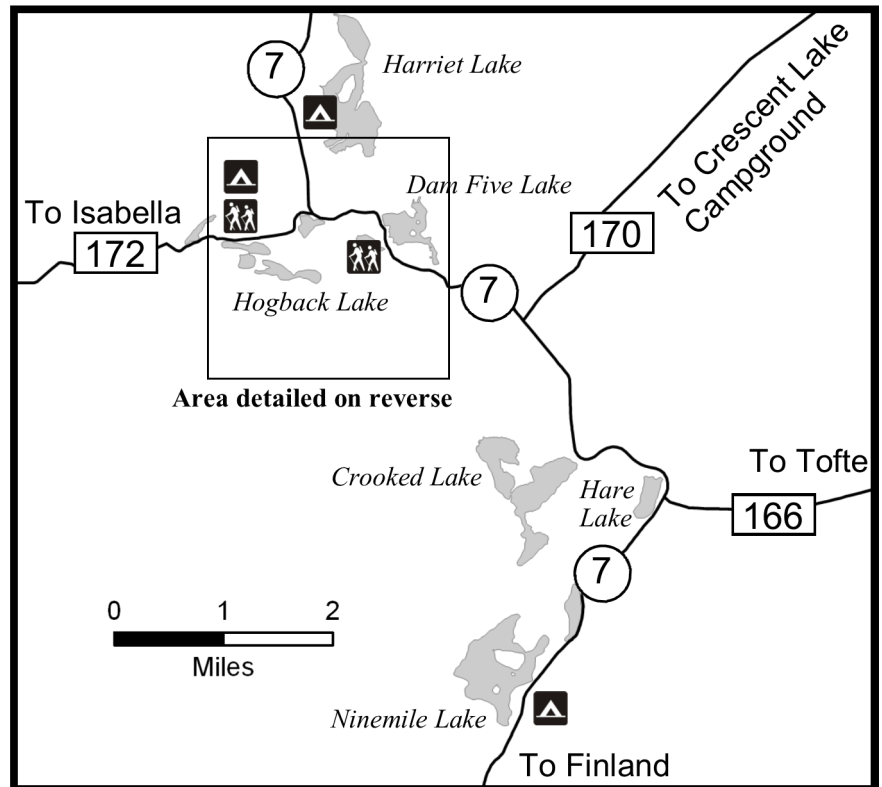 7
Harriet Lake
To Crescent Lake
Campground
Dam Five Lake
To Isabella
170
172
7
Hogback Lake
Area detailed on reverse
Crooked Lake
Hare
Lake
To Tofte
166
7
0 1 2
Miles
Ninemile Lake
To Finland